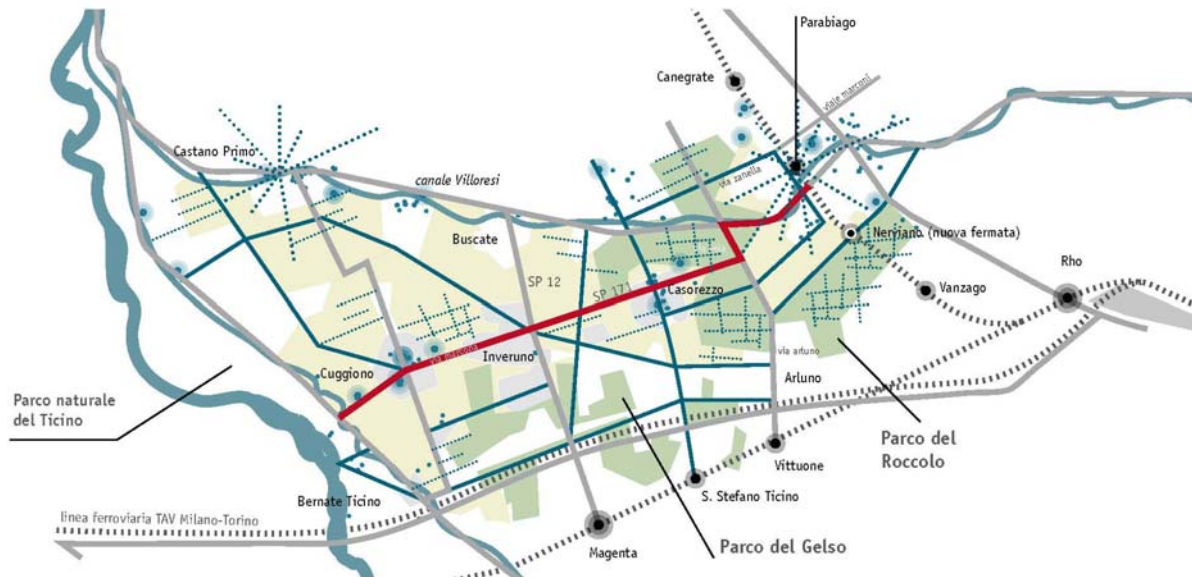 Parabiago
Canegrate
viale marconi
Castano Primo
canale Villoresi
via zanella
Buscate
Nerviano (nuova fermata)
Rho
SP 12
SP 171
Casorezzo
Vanzago
via marcona
Inveruno
via arluno
Cuggiono
Arluno
Parco naturale
del Ticino
Parco del
Roccolo
Vittuone
Bernate Ticino
S. Stefano Ticino
linea ferroviaria TAV Milano-Torino
Magenta
Parco del Gelso